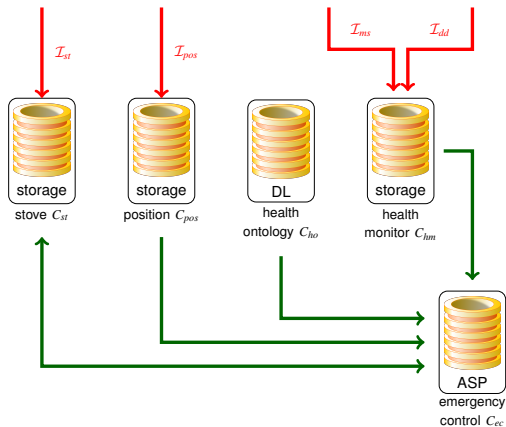 𝓘st
𝓘pos
𝓘ms
𝓘dd
storage
storage
DL
storage
stove Cst
position Cpos
health
ontology Cho
health
monitor Chm
ASP
emergency
control Cec